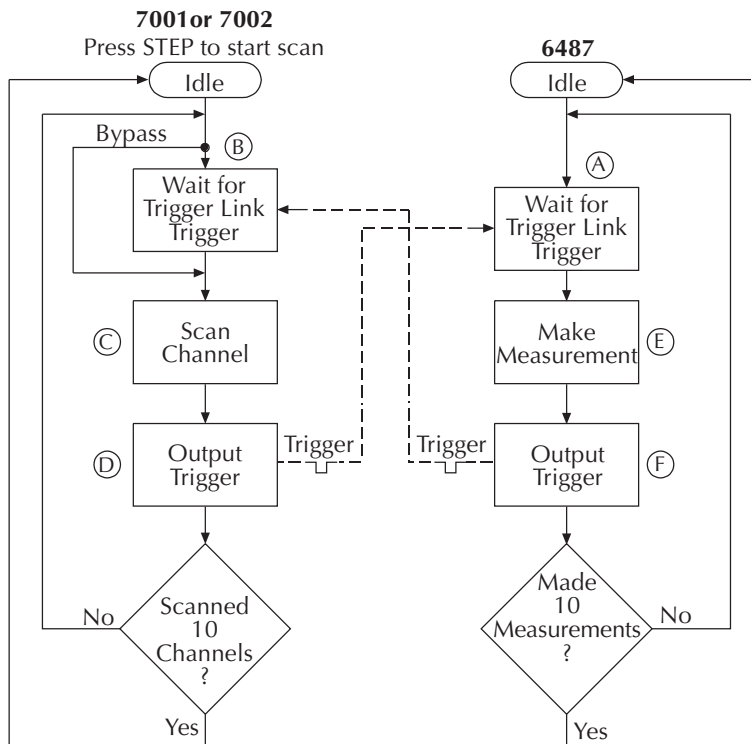 7001or 7002
Press STEP to start scan
Idle
Bypass
B
Wait for
Trigger Link
Trigger
C
Scan
Channel
D
Output
Trigger
Trigger
No
Scanned
10
Channels
?
Yes
6487
Idle
A
Wait for
Trigger Link
Trigger
Make
Measurement
E
Trigger
Output
Trigger
F
Made
10
Measurements
?
No
Yes